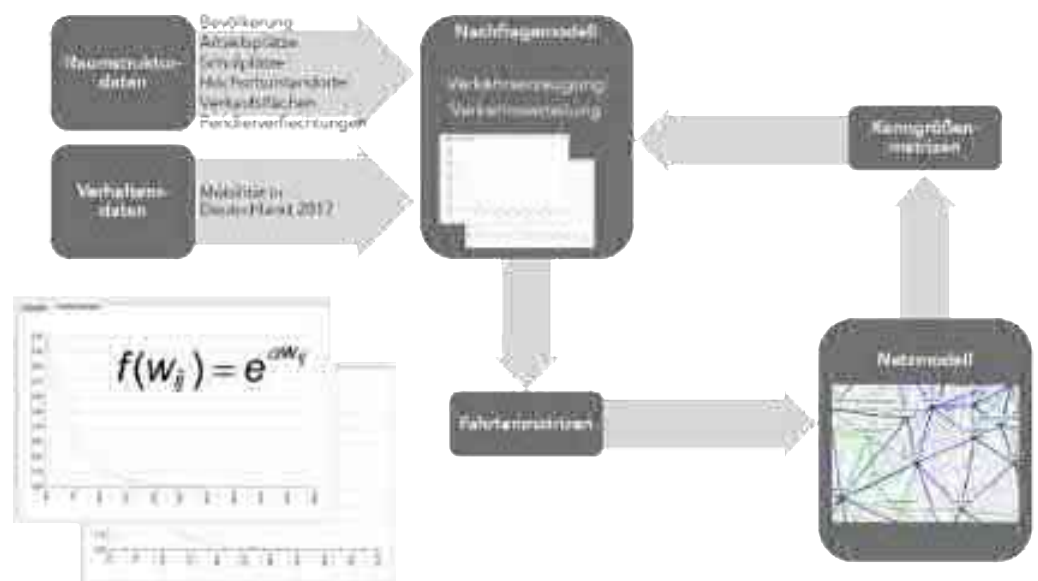 Raumstruktur-
daten
Bevölkerung
Arbeitsplätze
Schulplätze
Hochschulstandorte
Verkaufsflächen
Pendlerverflechtungen
Verhaltens-
daten
Mobilität in
Deutschland 2017
Nachfragemodell
Verkehrserzeugung
Verkehrsverteilung
Kenngrößen-
matrizen
Fahrtenmatrizen
Netzmodell
f(w_ij) = e^αw_ij